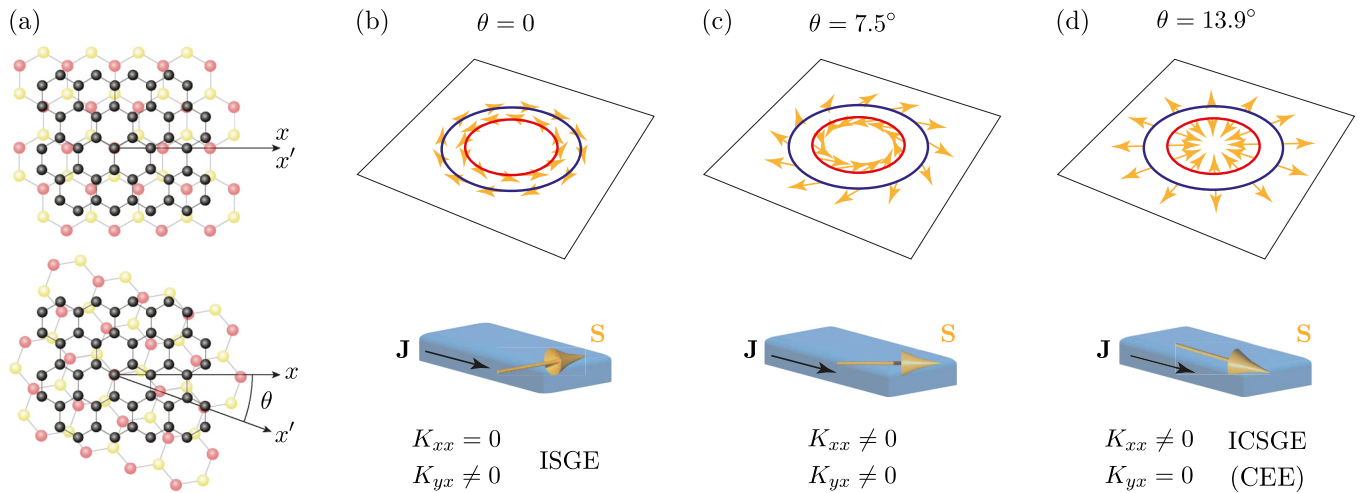 (a)
x
x′
x
θ
x′
(b)
θ = 0
J
S
K_xx = 0
K_yx ≠ 0
ISGE
(c)
θ = 7.5°
J
S
K_xx ≠ 0
K_yx ≠ 0
(d)
θ = 13.9°
J
S
K_xx ≠ 0
K_yx = 0
ICSGE
(CEE)